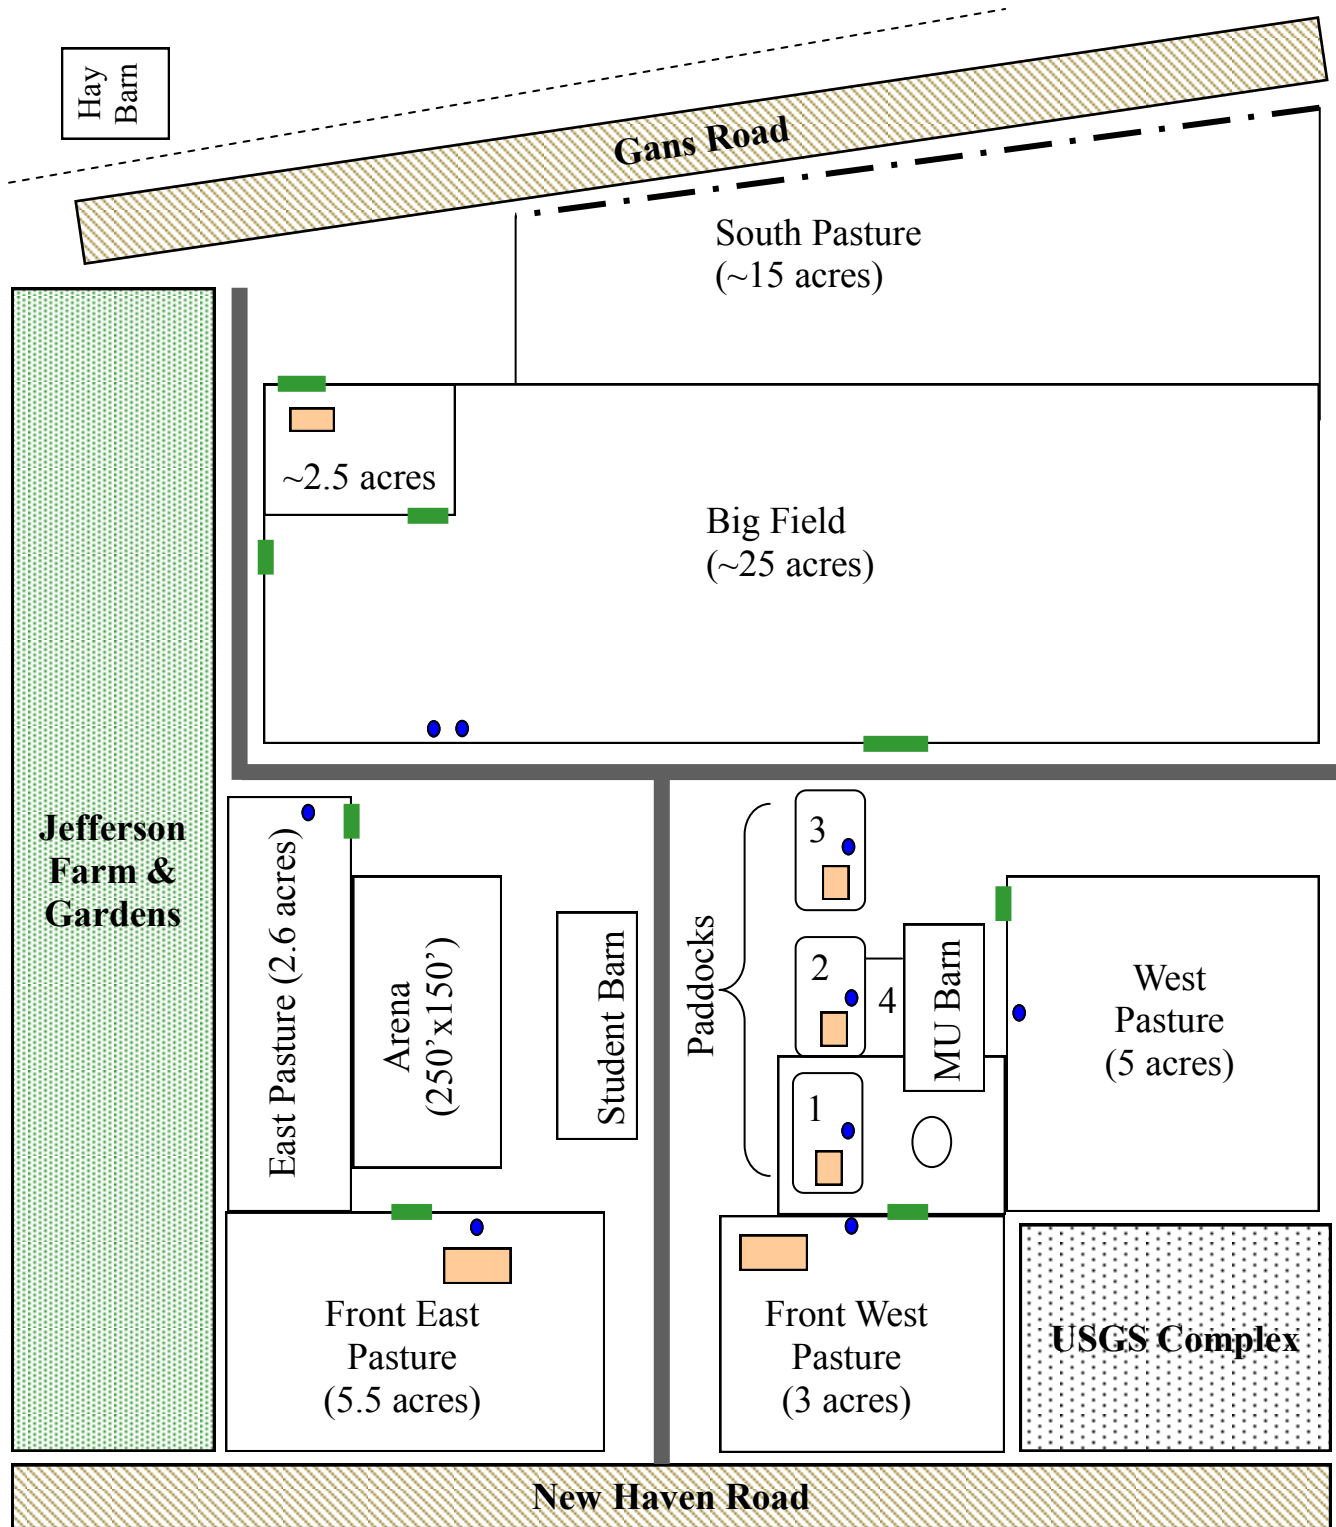 Hay
Barn
Gans Road
South Pasture
(~15 acres)
~2.5 acres
Big Field
(~25 acres)
Jefferson
Farm &
Gardens
East Pasture (2.6 acres)
Arena
(250’x150’)
Student Barn
Paddocks
3
2
4
1
MU Barn
West
Pasture
(5 acres)
Front East
Pasture
(5.5 acres)
Front West
Pasture
(3 acres)
USGS Complex
New Haven Road